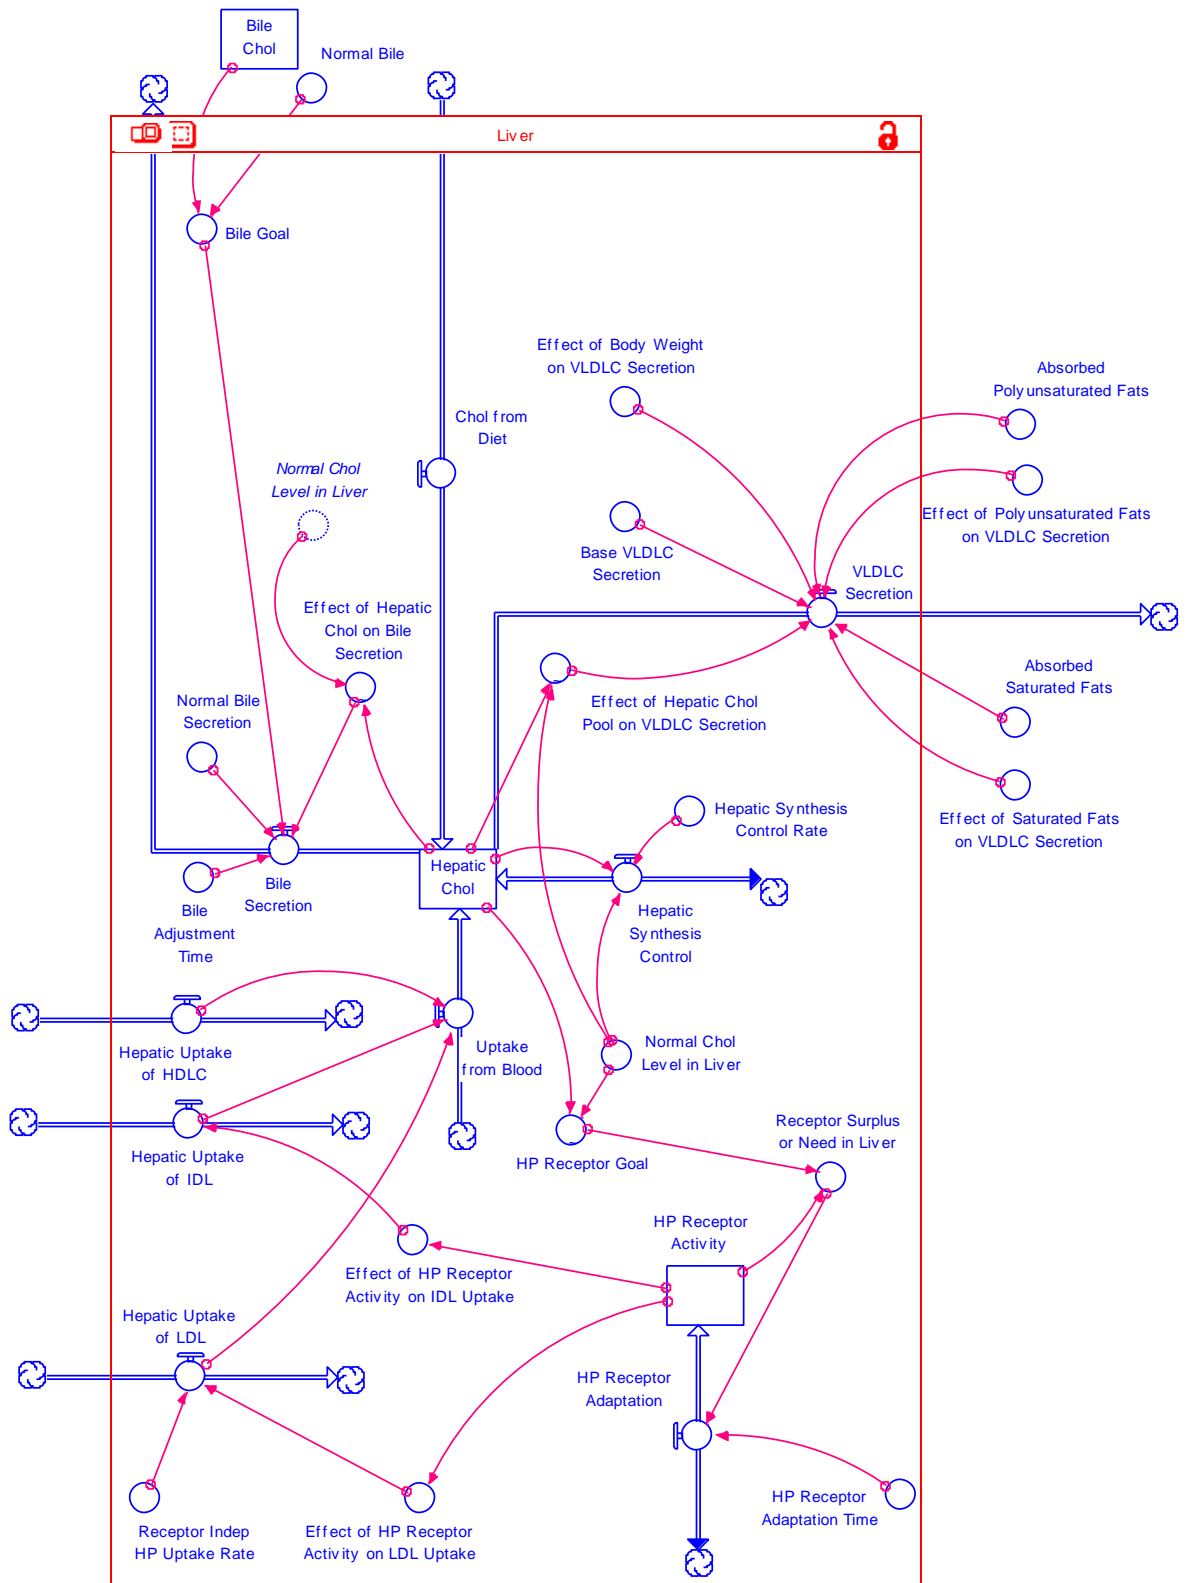 Bile
Chol
Normal Bile
Liver
Bile Goal
Effect of Body Weight
on VLDLC Secretion
Absorbed
Polyunsaturated Fats
Chol from
Diet
Normal Chol
Level in Liver
Effect of Polyunsaturated Fats
on VLDLC Secretion
Base VLDLC
Secretion
VLDLC
Secretion
Effect of Hepatic
Chol on Bile
Secretion
Absorbed
Saturated Fats
Normal Bile
Secretion
Effect of Hepatic Chol
Pool on VLDLC Secretion
Hepatic Synthesis
Control Rate
Effect of Saturated Fats
on VLDLC Secretion
Hepatic
Chol
Bile
Secretion
Bile
Adjustment
Time
Hepatic
Synthesis
Control
Hepatic Uptake
of HDLC
Uptake
from Blood
Normal Chol
Level in Liver
Receptor Surplus
or Need in Liver
Hepatic Uptake
of IDL
HP Receptor Goal
HP Receptor
Activity
Effect of HP Receptor
Activity on IDL Uptake
Hepatic Uptake
of LDL
HP Receptor
Adaptation
HP Receptor
Adaptation Time
Receptor Indep
HP Uptake Rate
Effect of HP Receptor
Activity on LDL Uptake